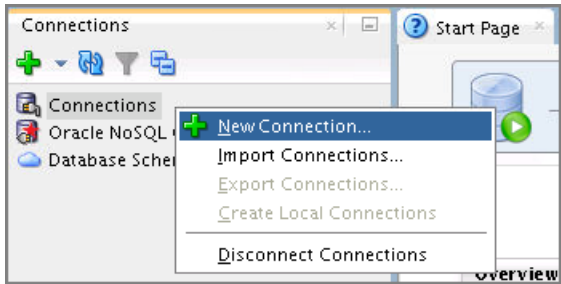 Connections
Start Page
Connections
Oracle NoSQL
Database Scher
New Connection...
Import Connections...
Export Connections...
Create Local Connections
Disconnect Connections
Overview